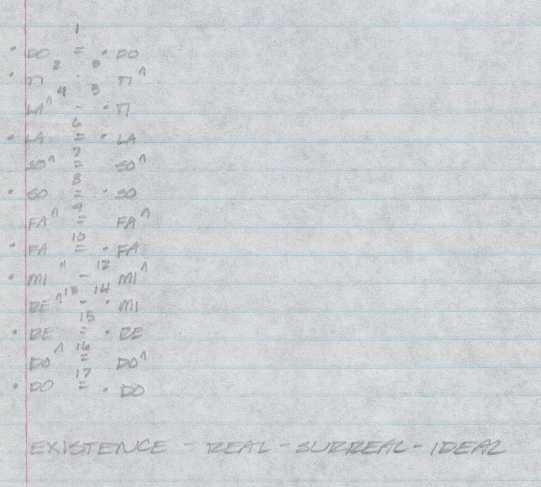 1
• DO = • DO
2 3
• TI - TI^
4 5
LA^ - • TI
6
• LA = • LA
7
SO^ = SO^
8
• SO = • SO
9
FA^ = FA^
10
• FA = • FA
11 12
• MI - MI^
13 14
RE^ - • MI
15
• RE = • RE
16
DO^ = DO^
17
• DO = • DO
EXISTENCE - REAL - SURREAL - IDEAL